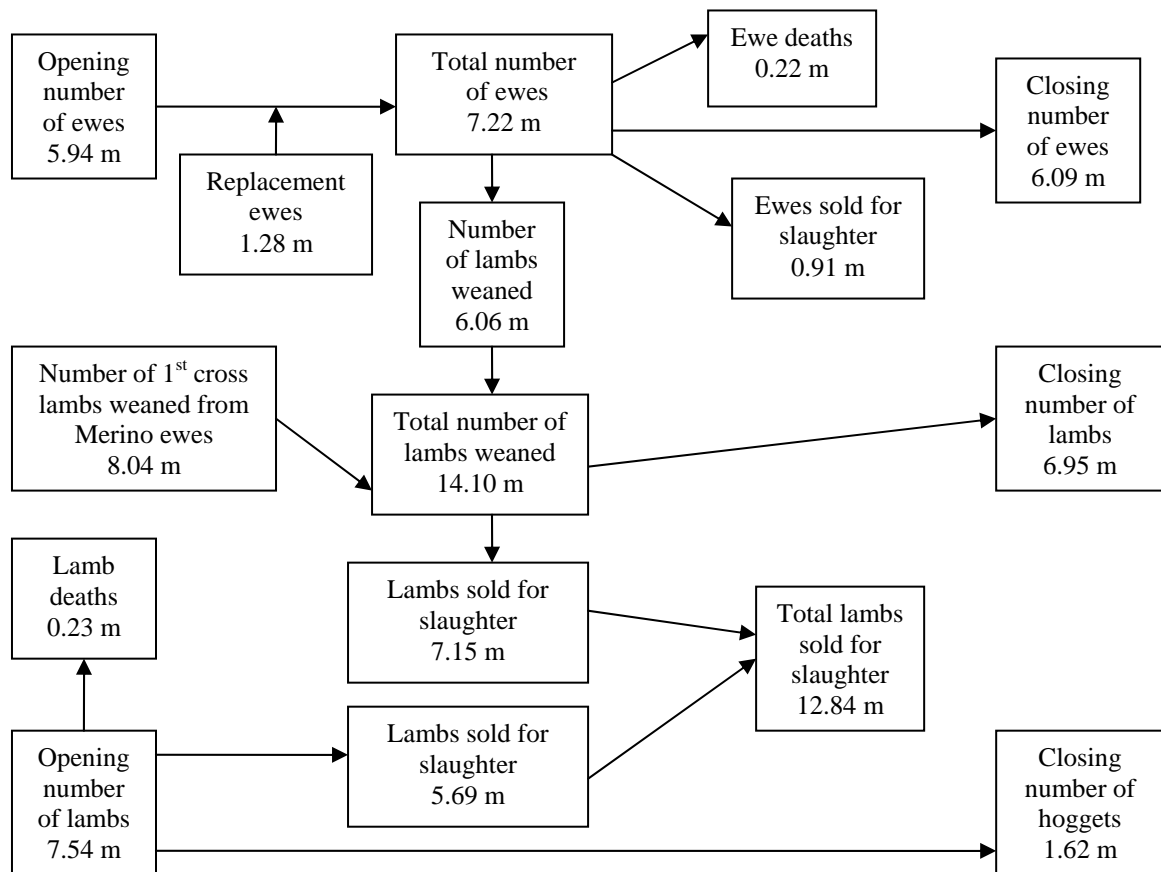 Opening
number
of ewes
5.94 m
Replacement
ewes
1.28 m
Total number
of ewes
7.22 m
Ewe deaths
0.22 m
Closing
number
of ewes
6.09 m
Ewes sold for
slaughter
0.91 m
Number
of lambs
weaned
6.06 m
Number of 1st cross
lambs weaned from
Merino ewes
8.04 m
Total number of
lambs weaned
14.10 m
Closing
number of
lambs
6.95 m
Lamb
deaths
0.23 m
Lambs sold for
slaughter
7.15 m
Total lambs
sold for
slaughter
12.84 m
Opening
number
of lambs
7.54 m
Lambs sold for
slaughter
5.69 m
Closing
number of
hoggets
1.62 m